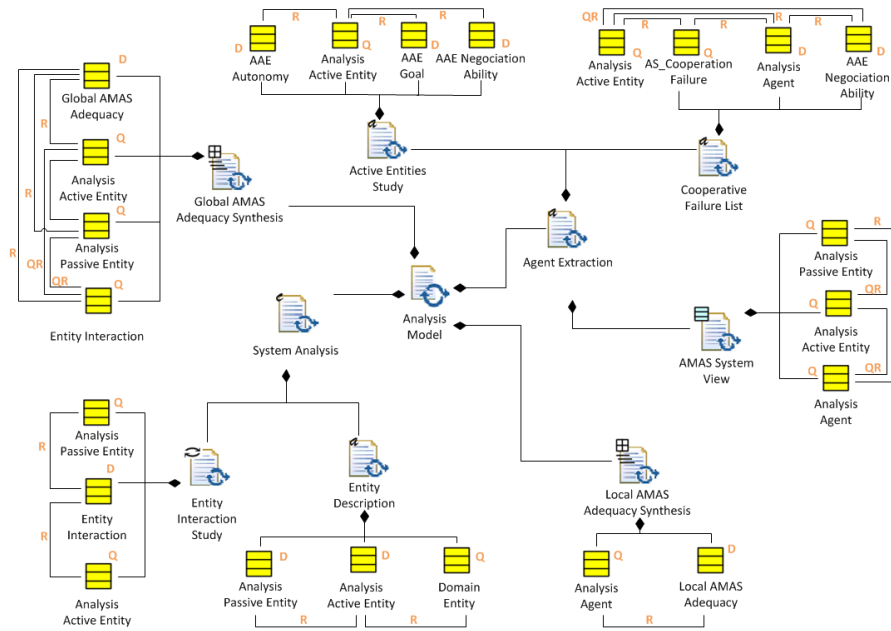 R
R
D
AAE
Autonomy
Q
Analysis
Active Entity
D
AAE
Goal
D
AAE Negociation
Ability
QR
R
R
R
Q
Analysis
Active Entity
Q
AS_Cooperation
Failure
D
Analysis
Agent
D
AAE
Negociation
Ability
D
Global AMAS
Adequacy
R
Q
Analysis
Active Entity
R
R
Q
Analysis
Passive Entity
R
QR
QR
Q
Entity Interaction
a
Active Entities
Study
a
Cooperative
Failure List
Global AMAS
Adequacy Synthesis
a
Agent Extraction
Analysis
Model
c
System Analysis
AMAS System
View
Q
R
Analysis
Passive Entity
Q
QR
Analysis
Active Entity
Q
QR
Analysis
Agent
Q
Analysis
Passive Entity
R
D
Entity
Interaction
R
Q
Analysis
Active Entity
Entity
Interaction
Study
a
Entity
Description
D
Analysis
Passive Entity
D
Analysis
Active Entity
Q
Domain
Entity
R
R
Local AMAS
Adequacy Synthesis
Q
Analysis
Agent
D
Local AMAS
Adequacy
R